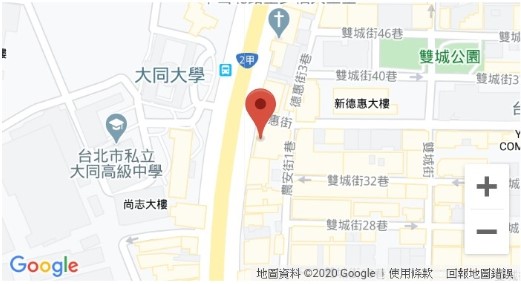 雙城街46巷
2甲
雙城公園
德惠街3巷
大同大學
雙城街40巷
新德惠大樓
惠街
台北市私立
大同高級中學
農安街1巷
雙城街
Y
COM
雙城街32巷
尚志大樓
雙城街28巷
Google
地圖資料 ©2020 Google
使用條款
回報地圖錯誤